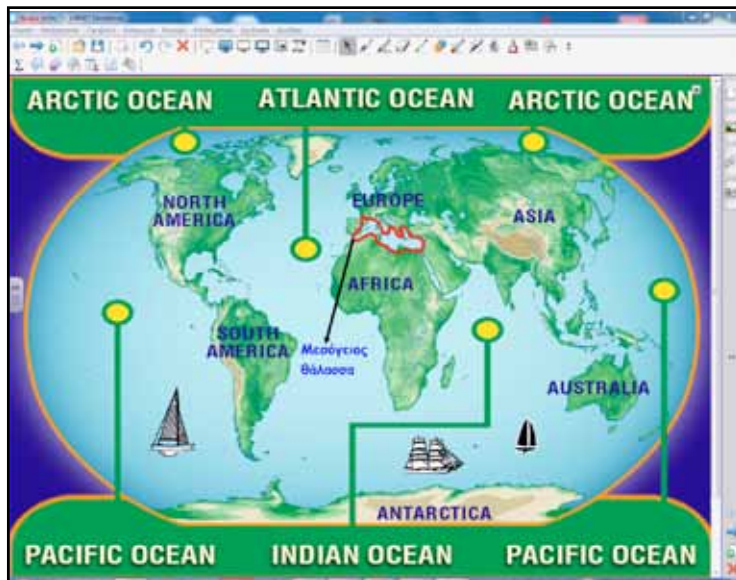 ARCTIC OCEAN
ATLANTIC OCEAN
ARCTIC OCEAN
NORTH
AMERICA
EUROPE
ASIA
AFRICA
SOUTH
AMERICA
Μεσόγειος
θάλασσα
AUSTRALIA
ANTARCTICA
PACIFIC OCEAN
INDIAN OCEAN
PACIFIC OCEAN